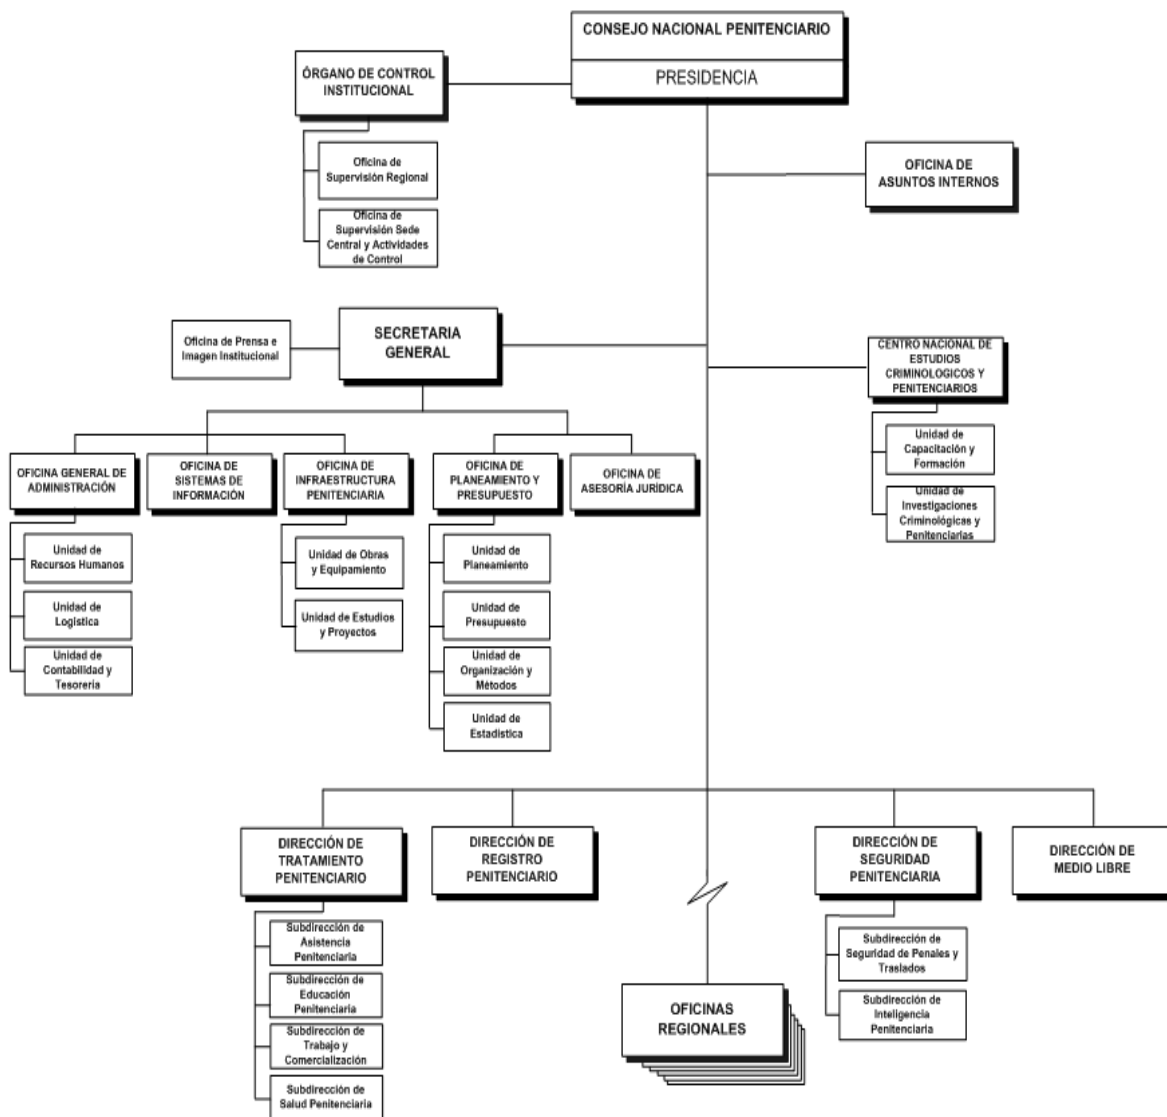 CONSEJO NACIONAL PENITENCIARIO
PRESIDENCIA
ÓRGANO DE CONTROL
INSTITUCIONAL
Oficina de
Supervisión Regional
Oficina de
Supervisión Sede
Central y Actividades
de Control
OFICINA DE
ASUNTOS INTERNOS
Oficina de Prensa e
Imagen Institucional
SECRETARIA
GENERAL
CENTRO NACIONAL DE
ESTUDIOS
CRIMINOLOGICOS Y
PENITENCIARIOS
Unidad de
Capacitación y
Formación
Unidad de
Investigaciones
Criminológicas y
Penitenciarias
OFICINA GENERAL DE
ADMINISTRACIÓN
OFICINA DE
SISTEMAS DE
INFORMACIÓN
OFICINA DE
INFRAESTRUCTURA
PENITENCIARIA
OFICINA DE
PLANEAMIENTO Y
PRESUPUESTO
OFICINA DE
ASESORÍA JURÍDICA
Unidad de
Recursos Humanos
Unidad de
Logística
Unidad de
Contabilidad y
Tesorería
Unidad de Obras
y Equipamiento
Unidad de Estudios
y Proyectos
Unidad de
Planeamiento
Unidad de
Presupuesto
Unidad de
Organización y
Métodos
Unidad de
Estadística
DIRECCIÓN DE
TRATAMIENTO
PENITENCIARIO
DIRECCIÓN DE
REGISTRO
PENITENCIARIO
DIRECCIÓN DE
SEGURIDAD
PENITENCIARIA
DIRECCIÓN DE
MEDIO LIBRE
Subdirección de
Asistencia
Penitenciaria
Subdirección de
Educación
Penitenciaria
Subdirección de
Trabajo y
Comercialización
Subdirección de
Salud Penitenciaria
OFICINAS
REGIONALES
Subdirección de
Seguridad de Penales y
Traslados
Subdirección de
Inteligencia
Penitenciaria